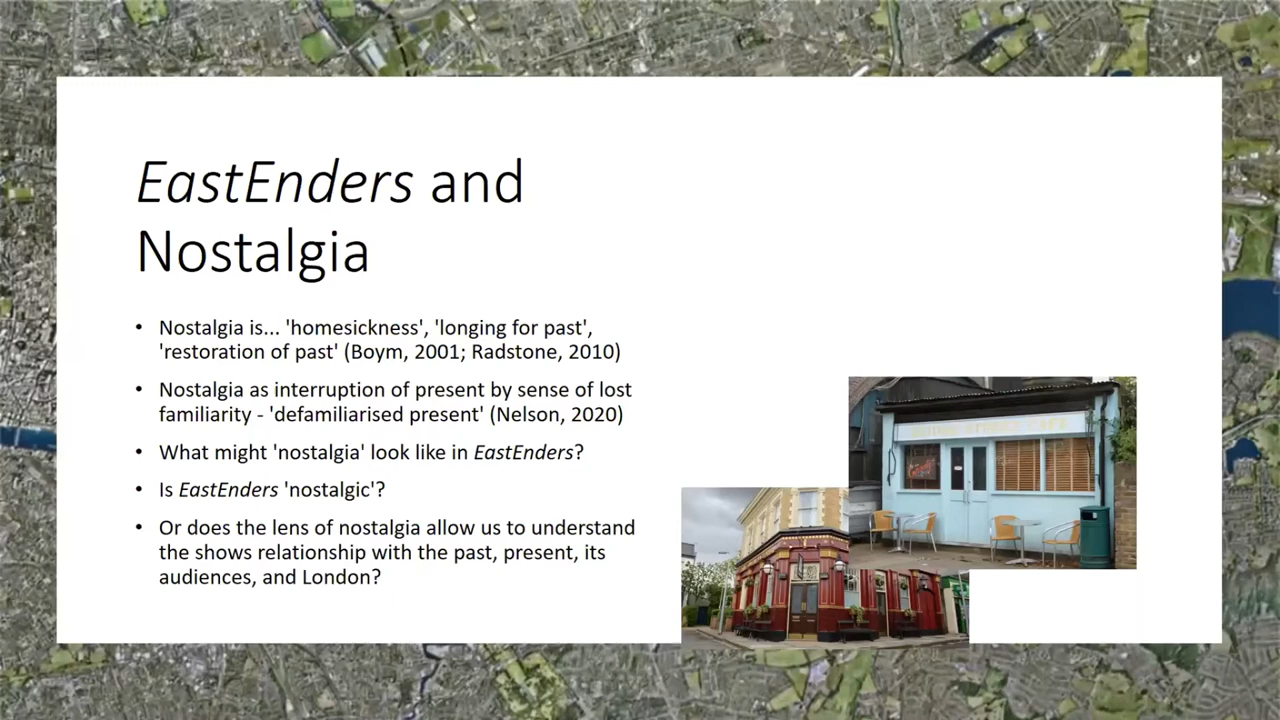 EastEnders and
Nostalgia
• Nostalgia is... 'homesickness', 'longing for past',
'restoration of past' (Boym, 2001; Radstone, 2010)
• Nostalgia as interruption of present by sense of lost
familiarity - 'defamiliarised present' (Nelson, 2020)
• What might 'nostalgia' look like in EastEnders?
• Is EastEnders 'nostalgic'?
• Or does the lens of nostalgia allow us to understand
the shows relationship with the past, present, its
audiences, and London?